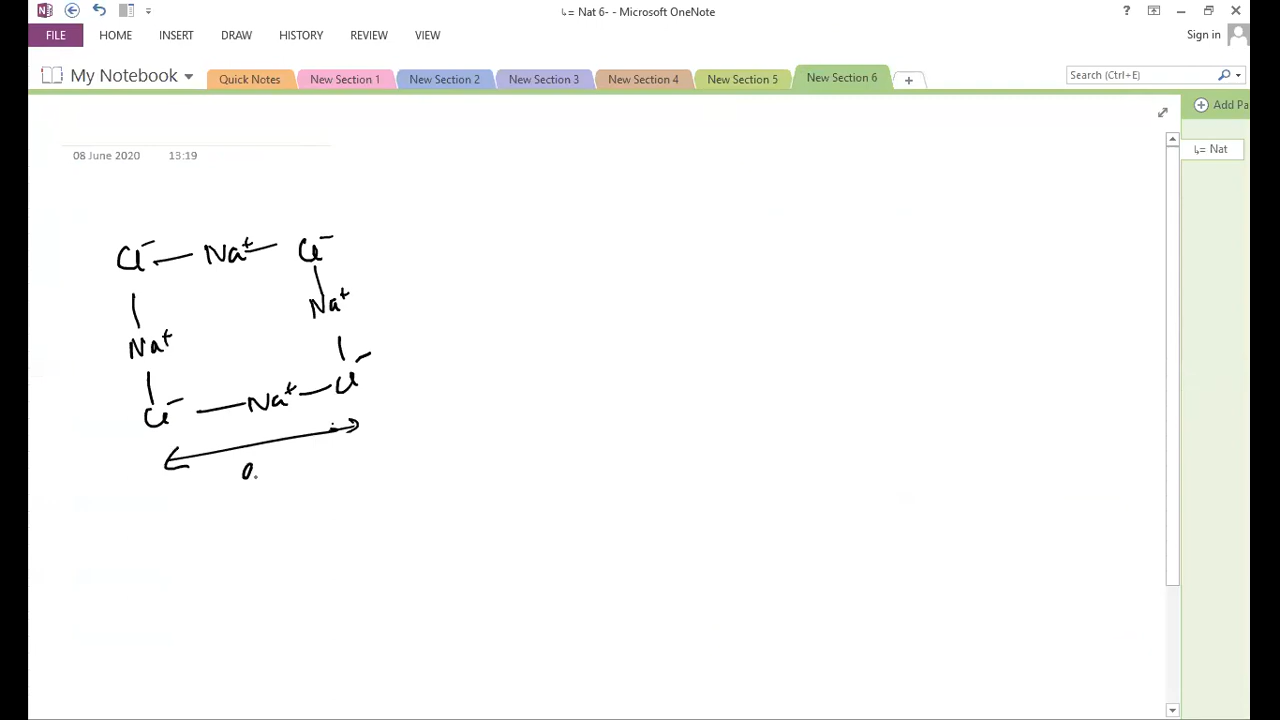 ↳= Nat 6- - Microsoft OneNote
?
FILE HOME INSERT DRAW HISTORY REVIEW VIEW
Sign in
My Notebook
Quick Notes New Section 1 New Section 2 New Section 3 New Section 4 New Section 5 New Section 6 +
Search (Ctrl+E)
Add Pa
↳= Nat
08 June 2020 13:19
Cl⁻ — Na⁺ — Cl⁻
Na⁺
Na⁺
Cl⁻ — Na⁺ — Cl⁻
0.